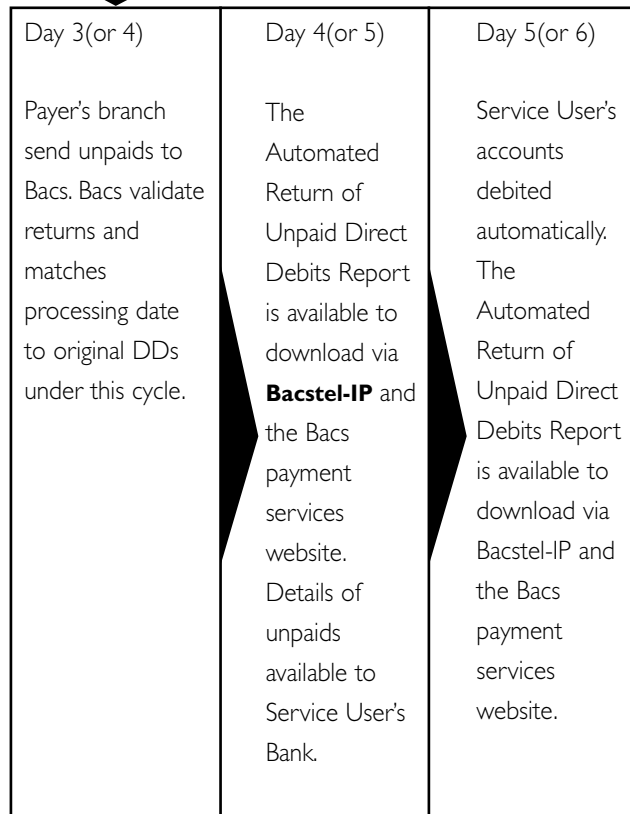 Day 3(or 4)
Payer's branch
send unpaids to
Bacs. Bacs validate
returns and
matches
processing date
to original DDs
under this cycle.
Day 4(or 5)
The
Automated
Return of
Unpaid Direct
Debits Report
is available to
download via
Bacstel-IP and
the Bacs
payment
services
website.
Details of
unpaids
available to
Service User's
Bank.
Day 5(or 6)
Service User's
accounts
debited
automatically.
The
Automated
Return of
Unpaid Direct
Debits Report
is available to
download via
Bacstel-IP and
the Bacs
payment
services
website.